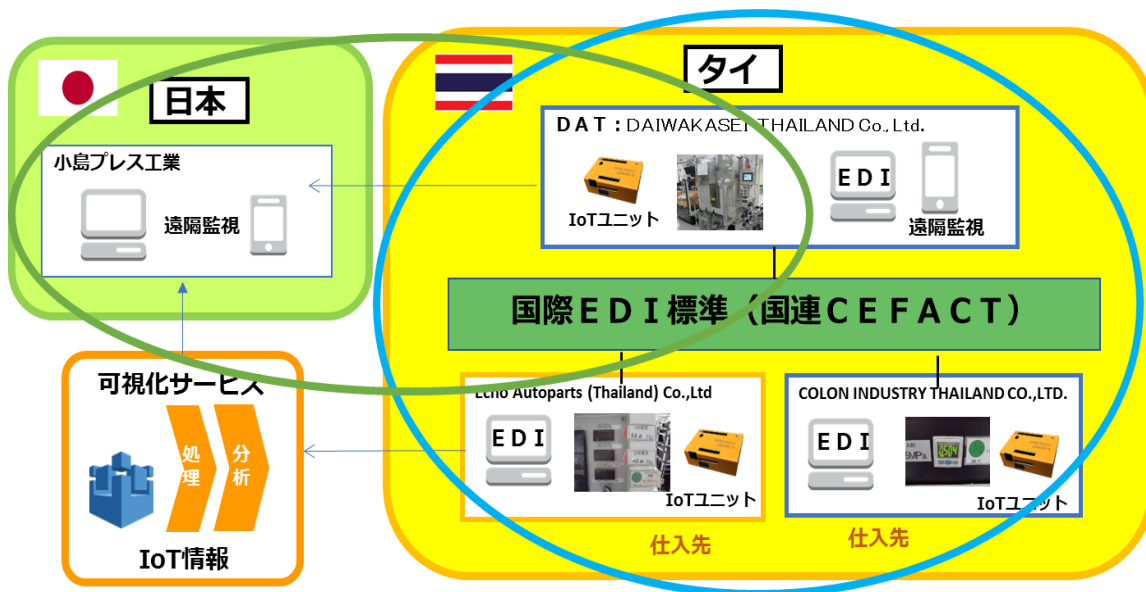 日本
小島プレス工業
遠隔監視
タイ
ＤＡＴ：DAIWAKASEI THAILAND Co., Ltd.
IoTユニット
ＥＤＩ
遠隔監視
国際ＥＤＩ標準（国連ＣＥＦＡＣＴ）
Echo Autoparts (Thailand) Co.,Ltd
ＥＤＩ
IoTユニット
仕入先
COLON INDUSTRY THAILAND CO.,LTD.
ＥＤＩ
5MPa
IoTユニット
仕入先
可視化サービス
処理
分析
IoT情報